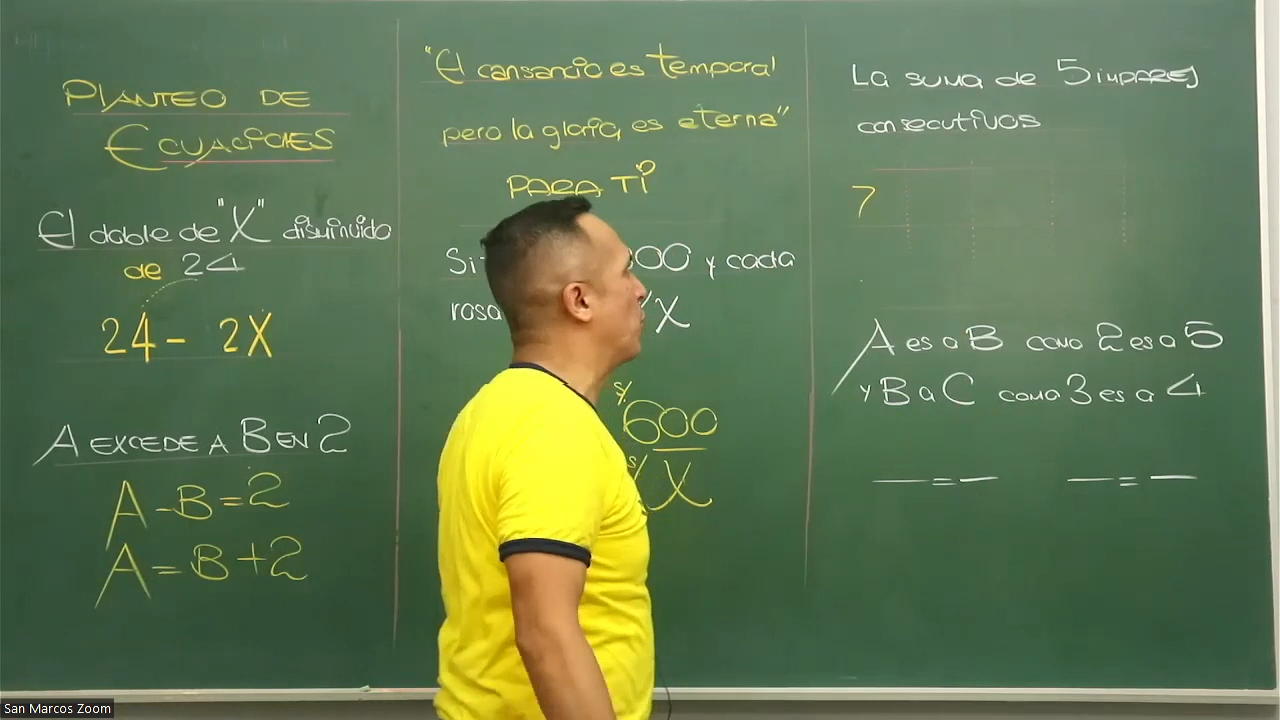 PLANTEO DE
ECUACIONES
El doble de "X" disminuido
de 24
24 - 2X
A EXCEDE A B EN 2
A - B = 2
A = B + 2
"El cansancio es temporal
pero la gloria es eterna"
PARA TI
Si 600 y cada
rosa S/ X
S/ 600
S/ X
La suma de 5 impares
consecutivos
7
A es a B como 2 es a 5
y B a C como 3 es a 4
= =
San Marcos Zoom